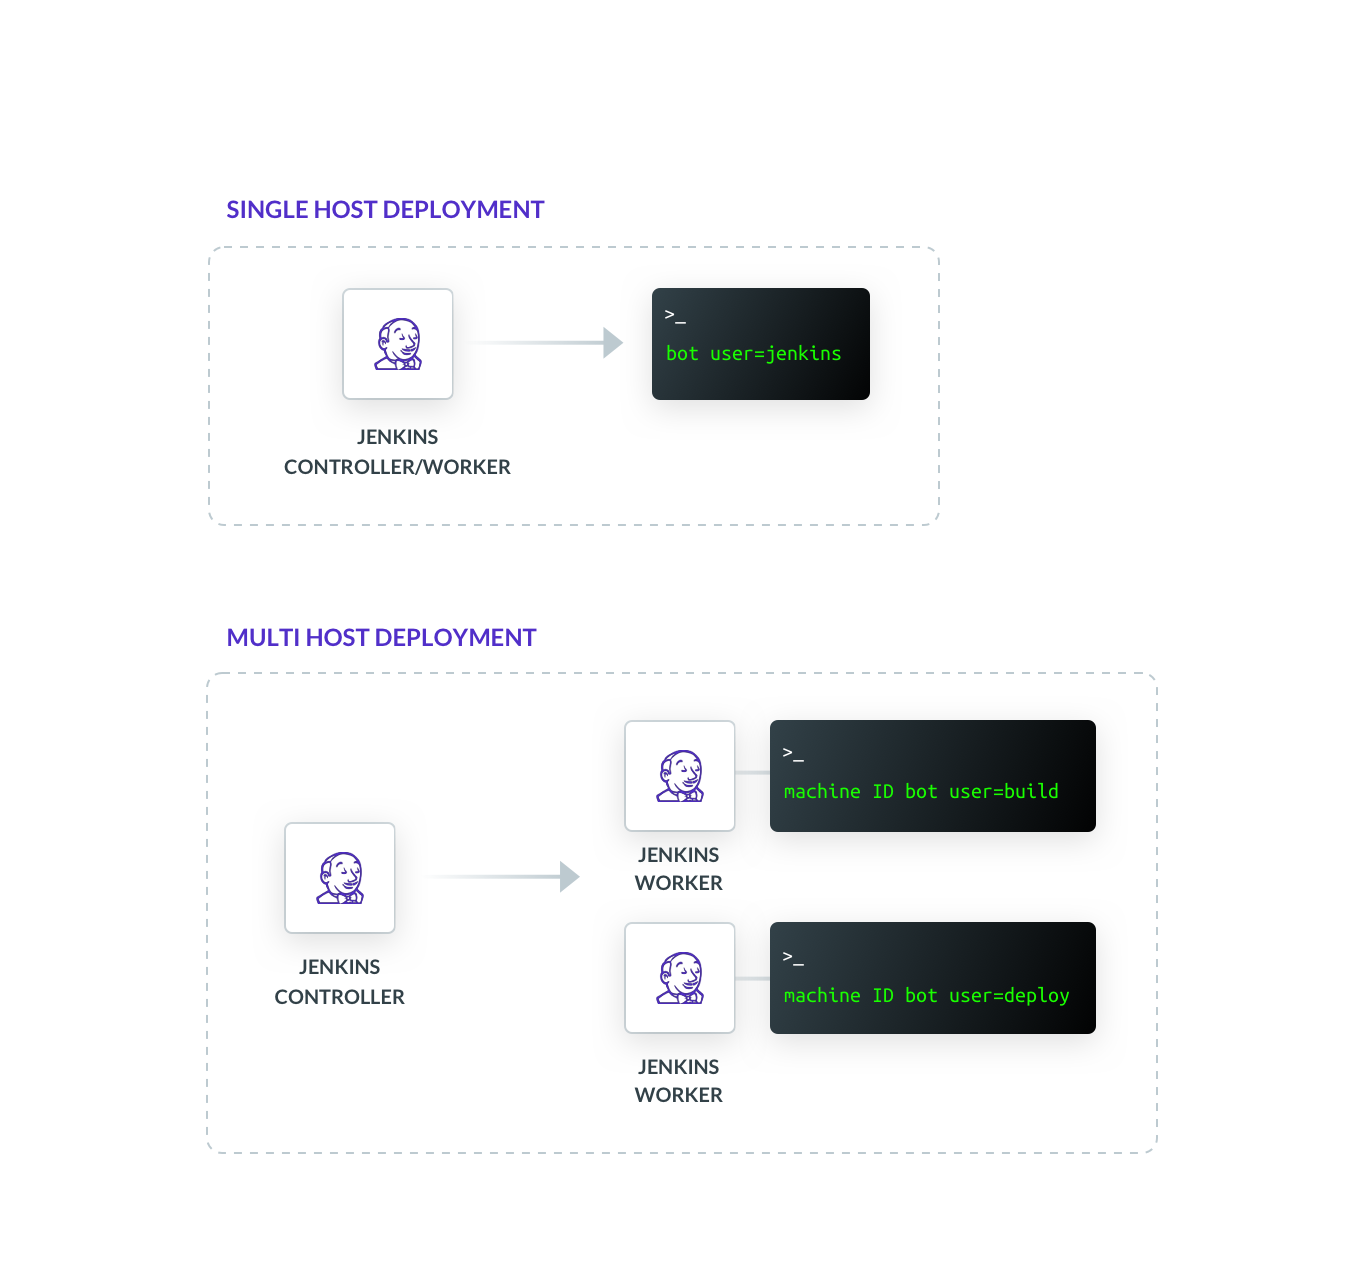 SINGLE HOST DEPLOYMENT
>_
bot user=jenkins
JENKINS
CONTROLLER/WORKER
MULTI HOST DEPLOYMENT
>_
machine ID bot user=build
JENKINS
WORKER
JENKINS
CONTROLLER
>_
machine ID bot user=deploy
JENKINS
WORKER